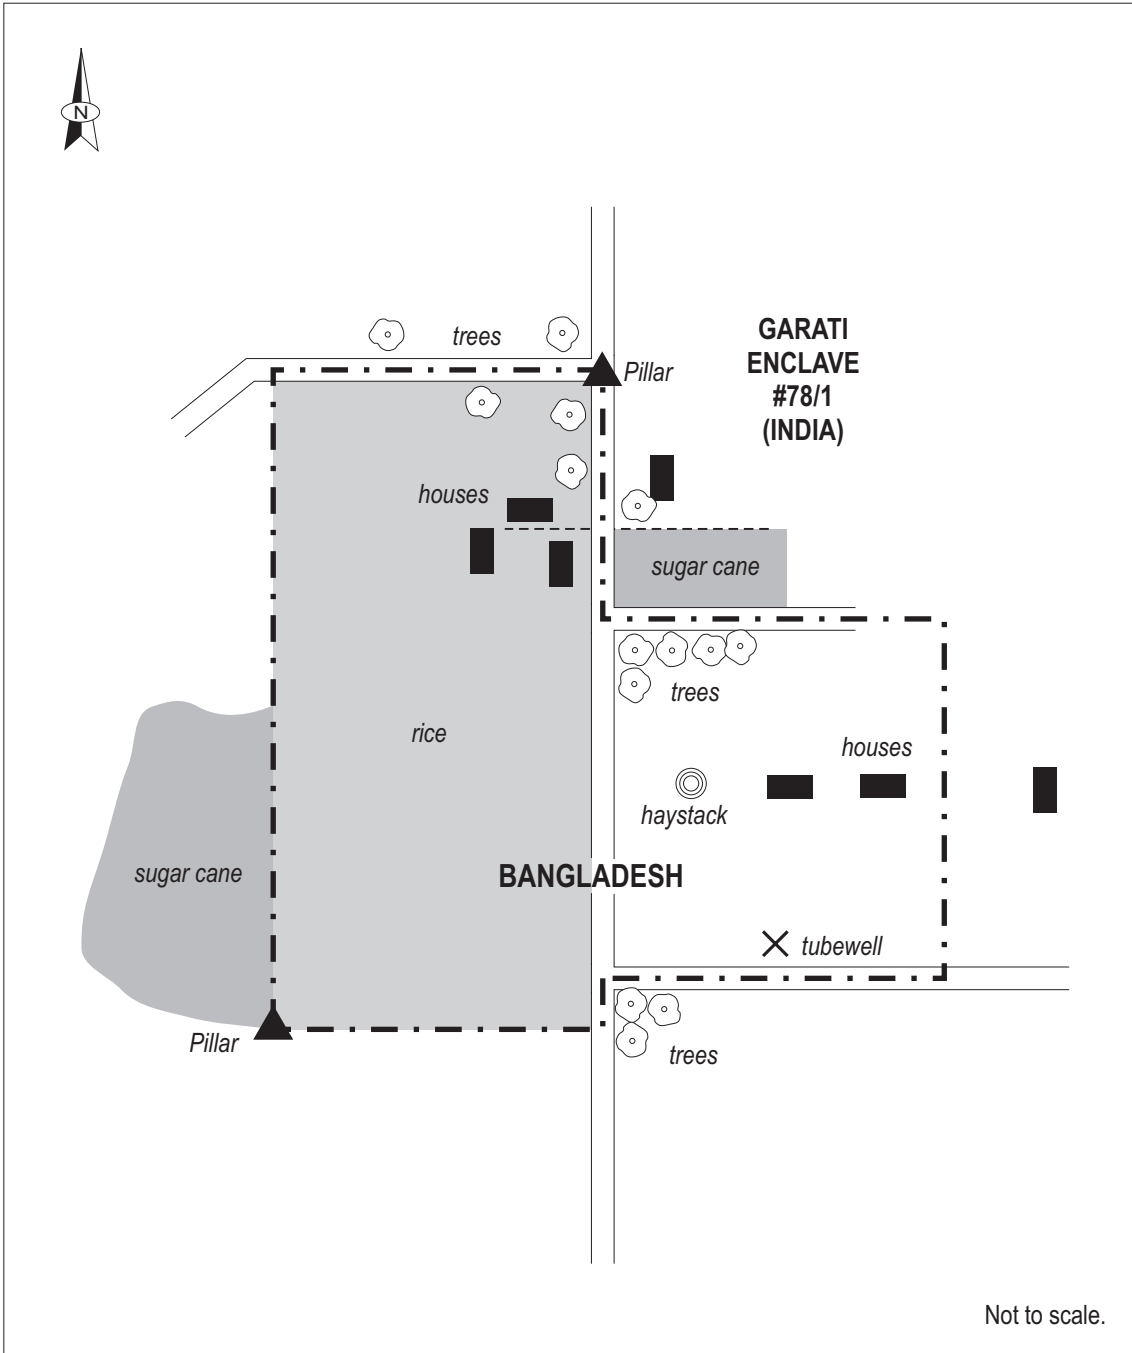 N
trees
GARATI
ENCLAVE
#78/1
(INDIA)
Pillar
houses
sugar cane
trees
rice
houses
haystack
sugar cane
BANGLADESH
tubewell
Pillar
trees
Not to scale.